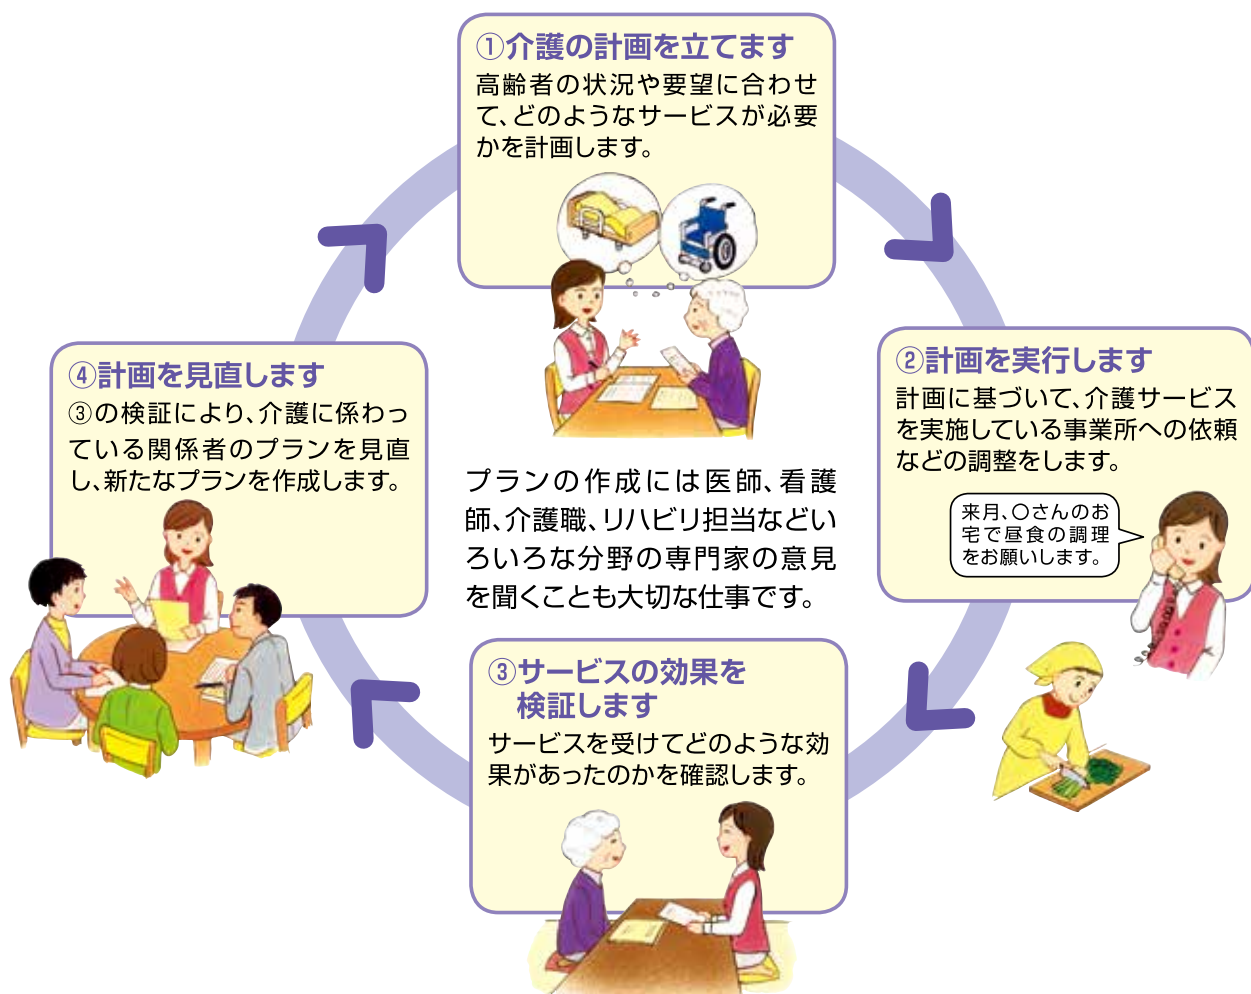 ①介護の計画を立てます
高齢者の状況や要望に合わせ
て、どのようなサービスが必要
かを計画します。
②計画を実行します
計画に基づいて、介護サービス
を実施している事業所への依頼
などの調整をします。
来月、〇さんのお
宅で昼食の調理
をお願いします。
③サービスの効果を
検証します
サービスを受けてどのような効
果があったのかを確認します。
④計画を見直します
③の検証により、介護に係わっ
ている関係者のプランを見直
し、新たなプランを作成します。
プランの作成には医師、看護
師、介護職、リハビリ担当などい
ろいろな分野の専門家の意見
を聞くことも大切な仕事です。